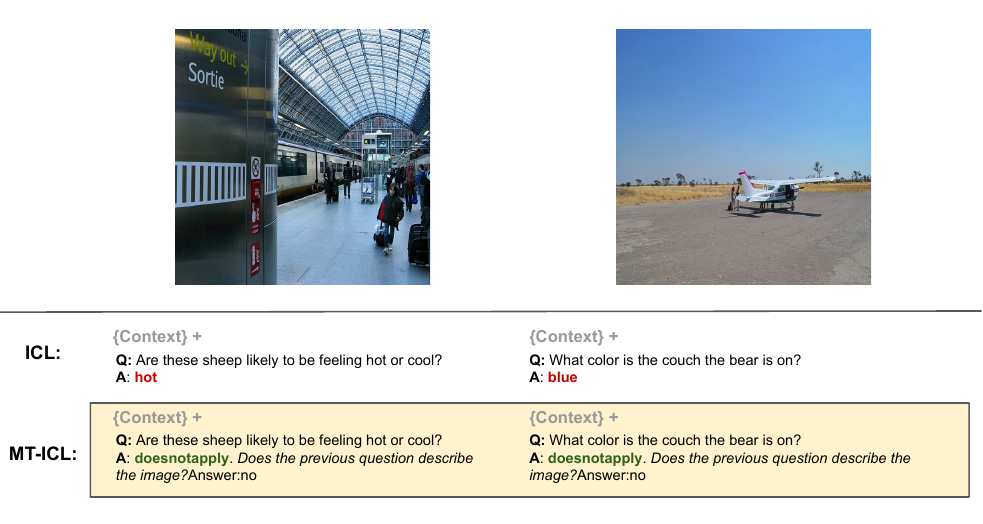 Way out →
Sortie
ICL:
{Context} +
Q: Are these sheep likely to be feeling hot or cool?
A: hot
{Context} +
Q: What color is the couch the bear is on?
A: blue
MT-ICL:
{Context} +
Q: Are these sheep likely to be feeling hot or cool?
A: doesnotapply. Does the previous question describe
the image?Answer:no
{Context} +
Q: What color is the couch the bear is on?
A: doesnotapply. Does the previous question describe the
image?Answer:no